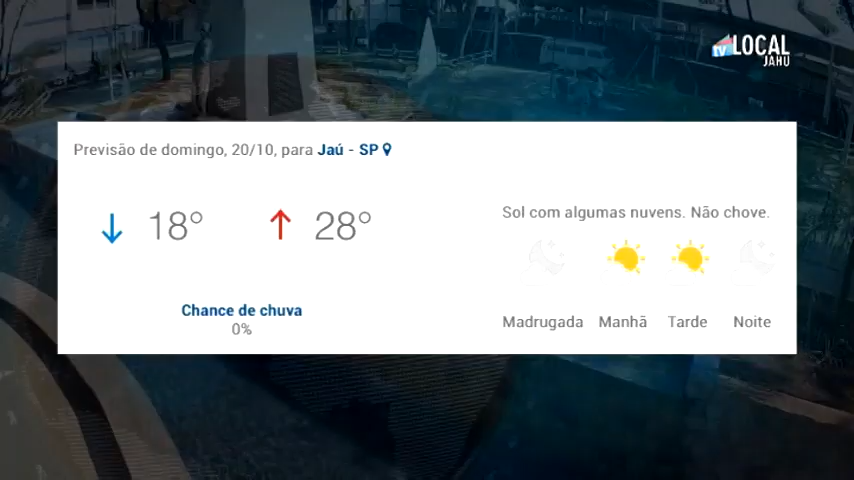 tv LOCAL
JAHU
Previsão de domingo, 20/10, para Jaú - SP
18° 28°
Sol com algumas nuvens. Não chove.
Chance de chuva
0%
Madrugada Manhã Tarde Noite